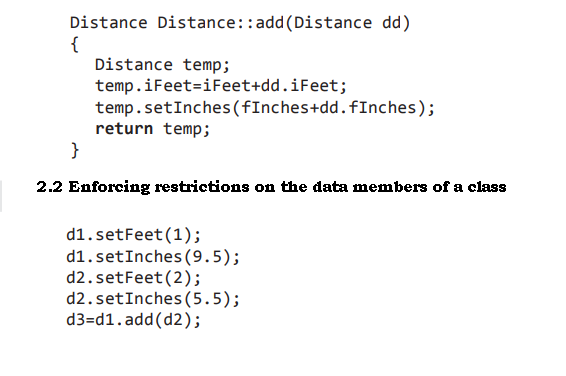 Distance Distance::add(Distance dd)
{
Distance temp;
temp.iFeet=iFeet+dd.iFeet;
temp.setInches(fInches+dd.fInches);
return temp;
}
2.2 Enforcing restrictions on the data members of a class
d1.setFeet(1);
d1.setInches(9.5);
d2.setFeet(2);
d2.setInches(5.5);
d3=d1.add(d2);